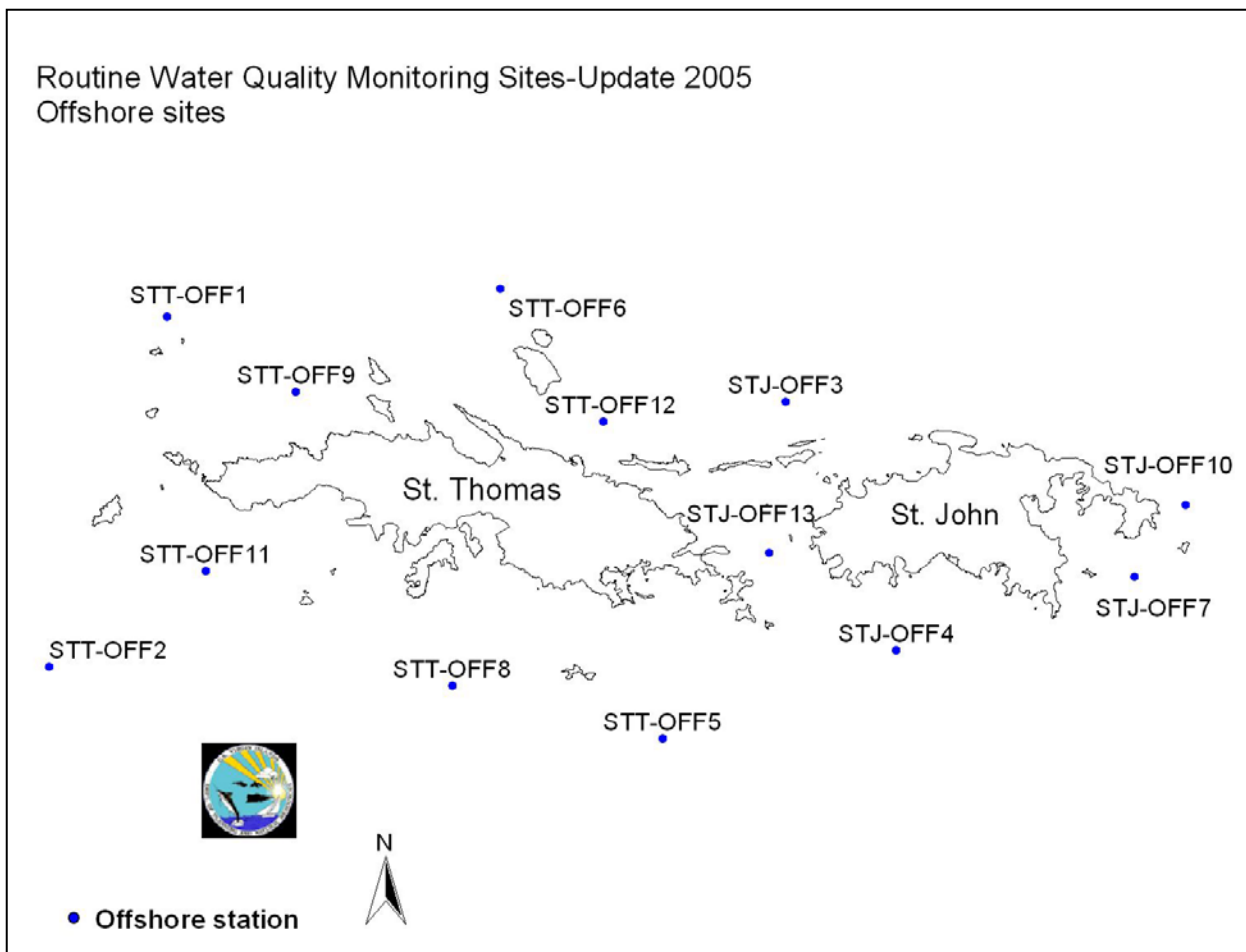 Routine Water Quality Monitoring Sites-Update 2005
Offshore sites
STT-OFF1
STT-OFF6
STT-OFF9
STJ-OFF3
STT-OFF12
STJ-OFF10
St. Thomas
STJ-OFF13
St. John
STT-OFF11
STJ-OFF7
STJ-OFF4
STT-OFF2
STT-OFF8
STT-OFF5
N
Offshore station